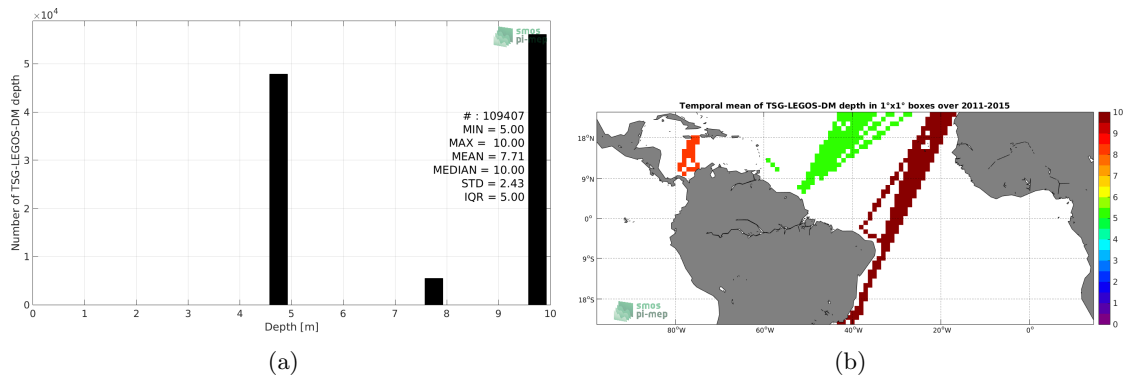 ×10⁴
smos
pi-mep
5
4
3
2
1
0
Number of TSG-LEGOS-DM depth
# : 109407
MIN = 5.00
MAX = 10.00
MEAN = 7.71
MEDIAN = 10.00
STD = 2.43
IQR = 5.00
0 1 2 3 4 5 6 7 8 9 10
Depth [m]
(a)
Temporal mean of TSG-LEGOS-DM depth in 1°x1° boxes over 2011-2015
18°N
9°N
0°
9°S
18°S
80°W 60°W 40°W 20°W 0°
10
9
8
7
6
5
4
3
2
1
0
smos
pi-mep
(b)